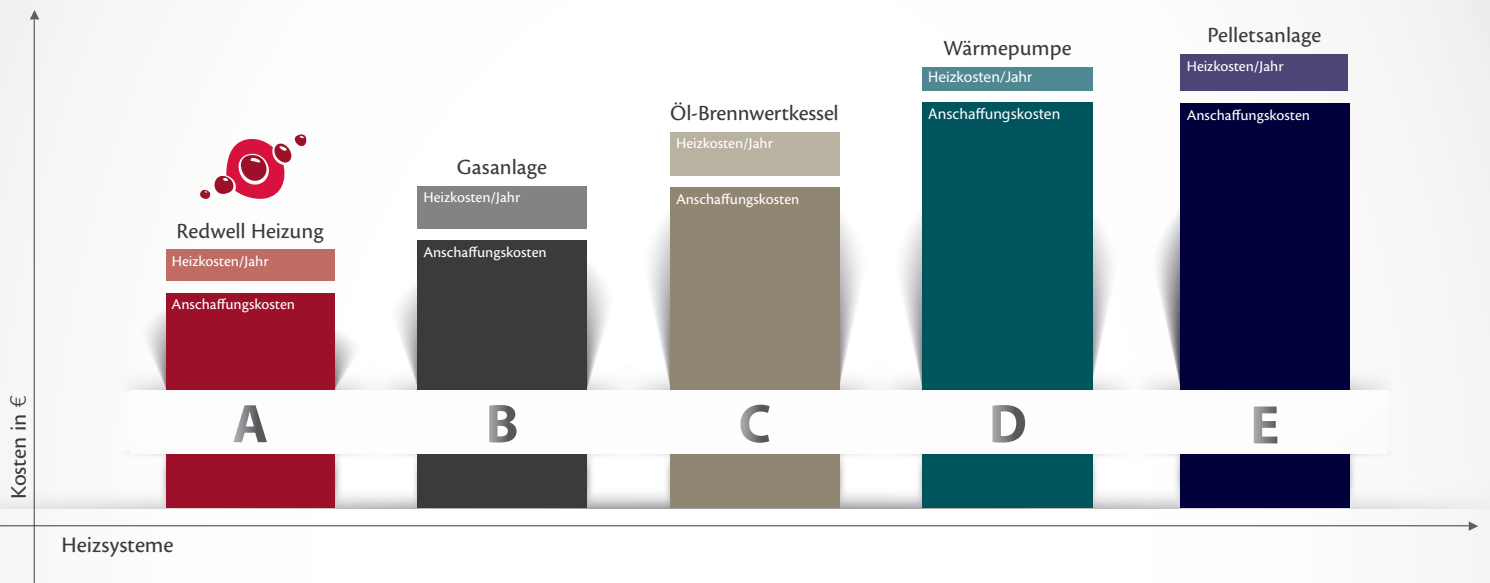 Kosten in €
Redwell Heizung
Heizkosten/Jahr
Anschaffungskosten
A
Gasanlage
Heizkosten/Jahr
Anschaffungskosten
B
Öl-Brennwertkessel
Heizkosten/Jahr
Anschaffungskosten
C
Wärmepumpe
Heizkosten/Jahr
Anschaffungskosten
D
Pelletsanlage
Heizkosten/Jahr
Anschaffungskosten
E
Heizsysteme